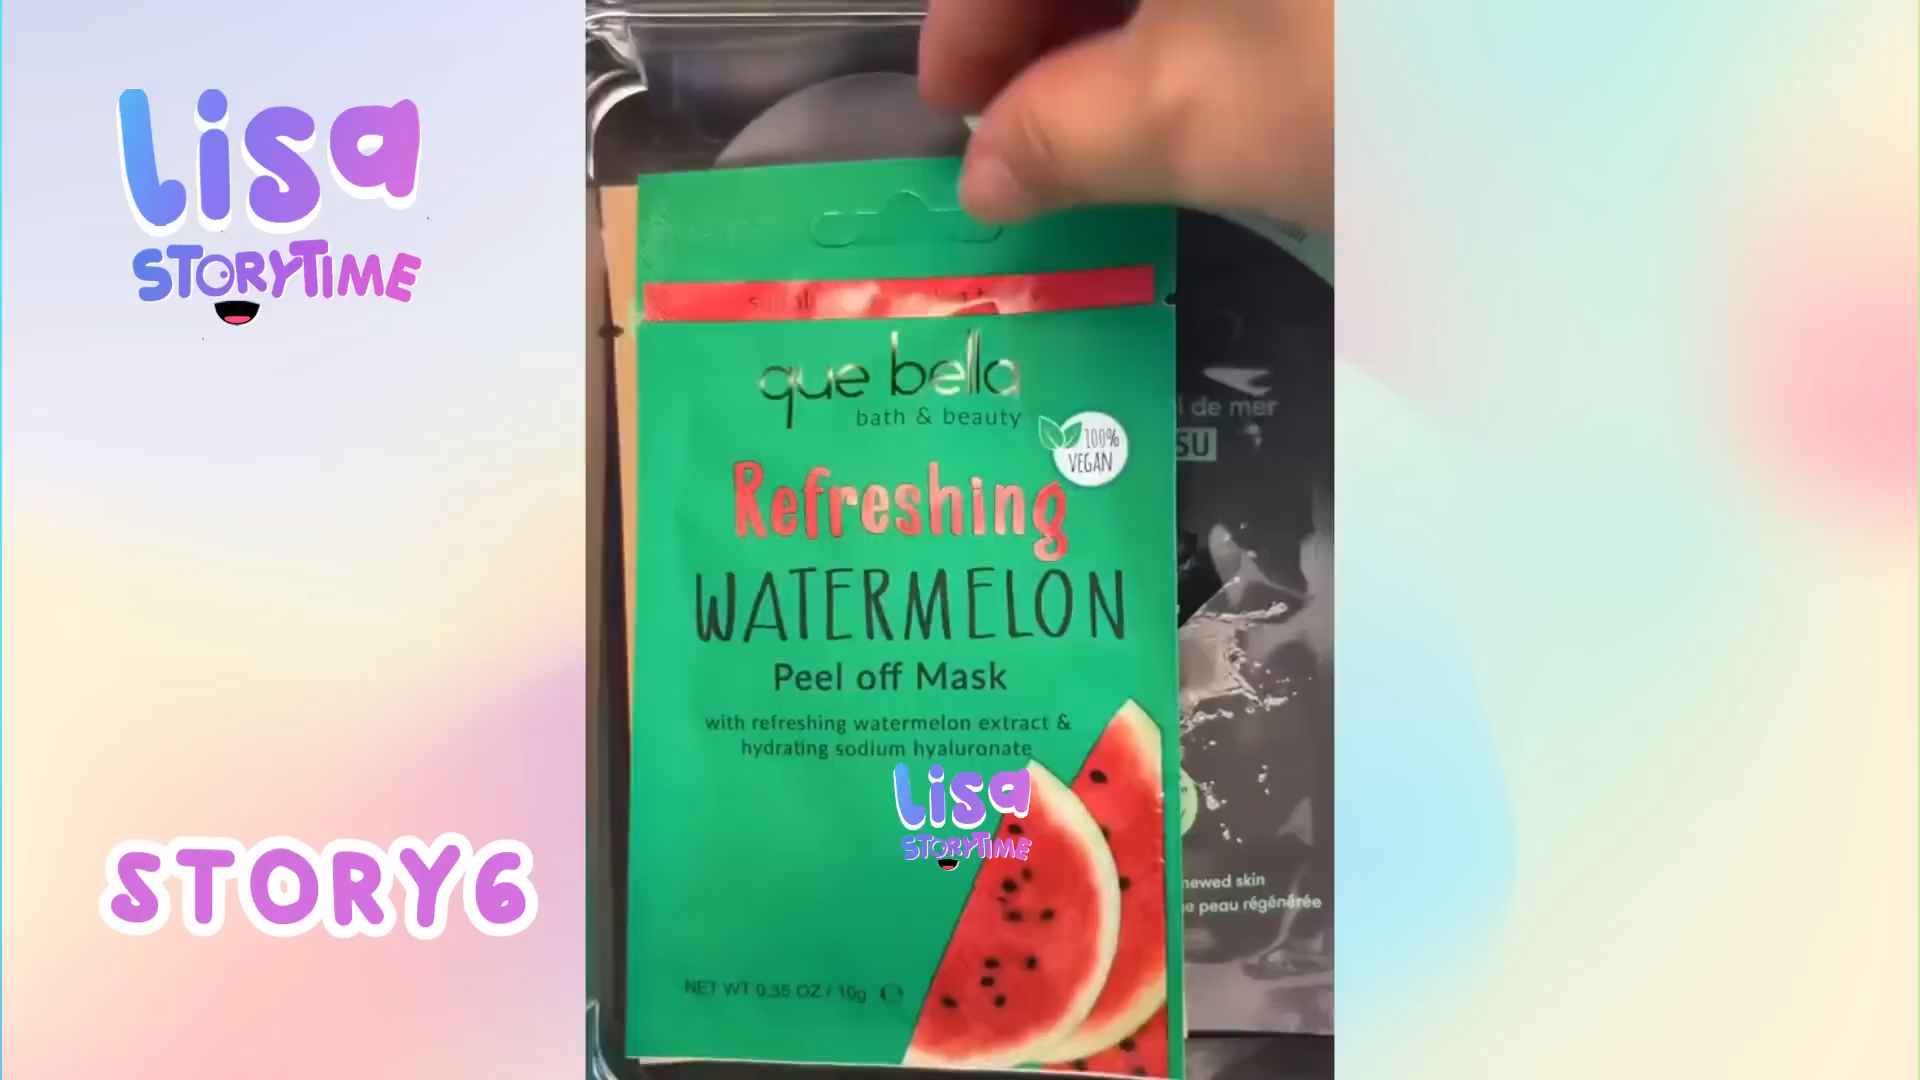 Lisa
STORYTIME
STORY6
que bella
bath & beauty
100%
VEGAN
Refreshing
WATERMELON
Peel off Mask
with refreshing watermelon extract &
hydrating sodium hyaluronate
Lisa
STORYTIME
NET WT 0.35 OZ / 10g
de mer
SU
skin
peau régénérée